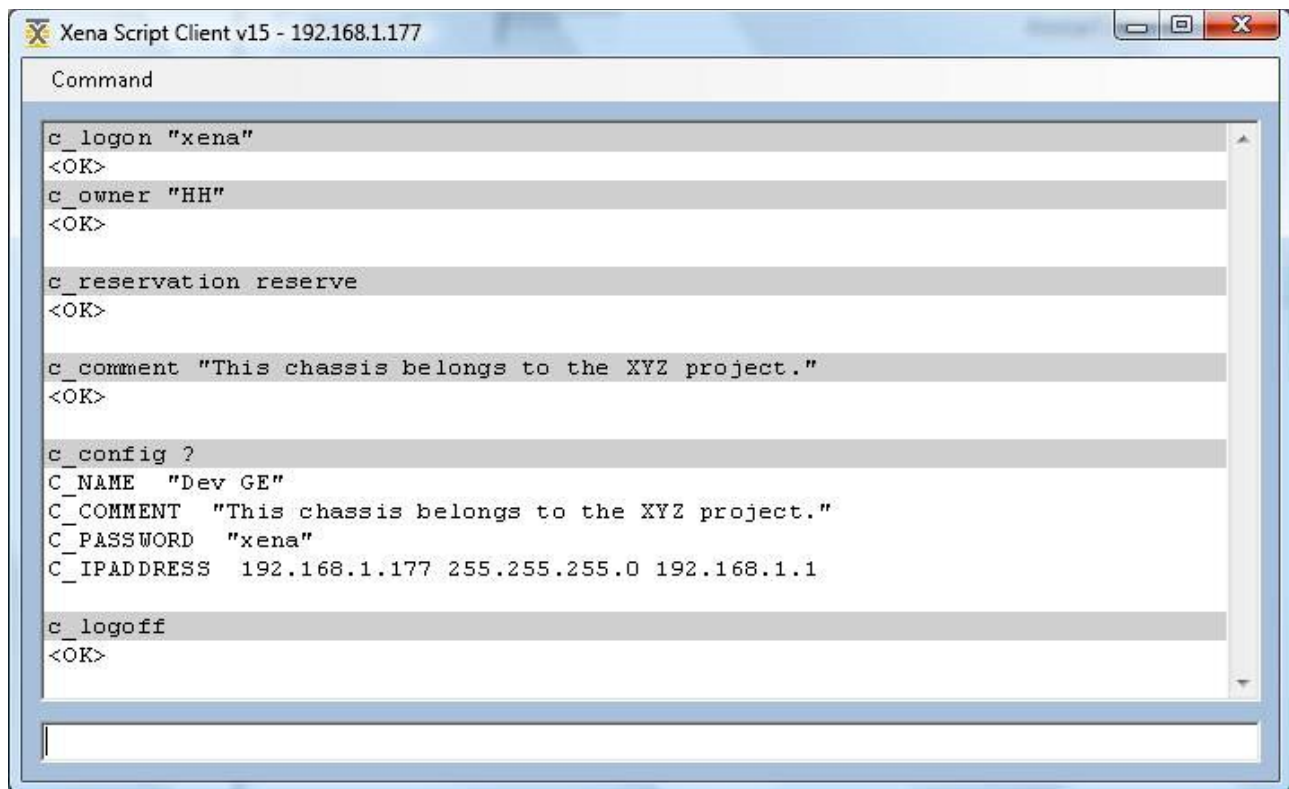 Xena Script Client v15 - 192.168.1.177
Command
c_logon "xena"
<OK>
c_owner "HH"
<OK>
c_reservation reserve
<OK>
c_comment "This chassis belongs to the XYZ project."
<OK>
c_config ?
C_NAME  "Dev GE"
C_COMMENT  "This chassis belongs to the XYZ project."
C_PASSWORD  "xena"
C_IPADDRESS  192.168.1.177 255.255.255.0 192.168.1.1
c_logoff
<OK>